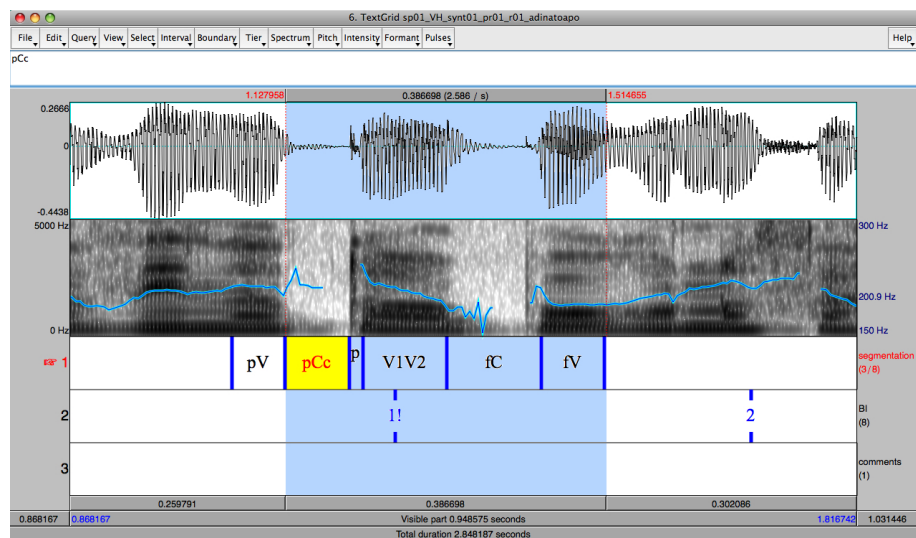 6. TextGrid sp01_VH_synt01_pr01_r01_adinatoapo
File Edit Query View Select Interval Boundary Tier Spectrum Pitch Intensity Formant Pulses Help
pCc
1.127958 0.386698 (2.586 / s) 1.514655
0.2666
0
-0.4438
5000 Hz 300 Hz
200.9 Hz
0 Hz 150 Hz
1 pV pCc p V1V2 fC fV segmentation
(3/8)
2 1! 2 BI
(8)
3 comments
(1)
0.259791 0.386698 0.302086
0.868167 0.868167 Visible part 0.948575 seconds 1.816742 1.031446
Total duration 2.848187 seconds